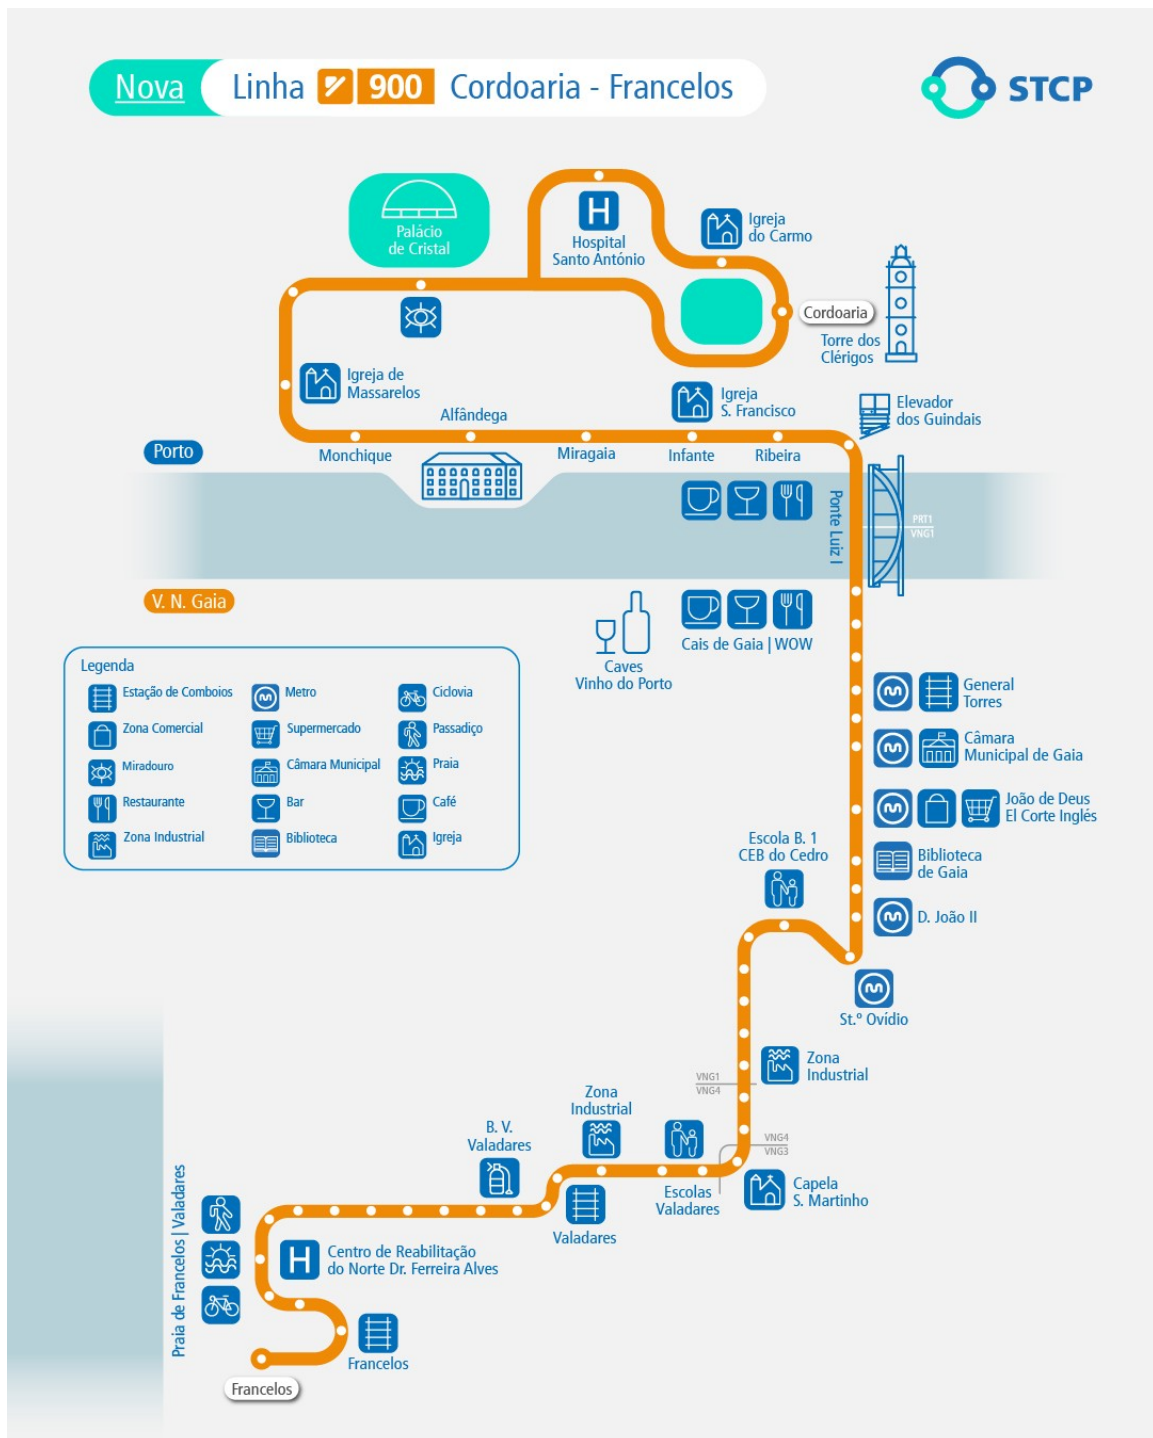 Nova
Linha 900 Cordoaria - Francelos
STCP
Palácio
de Cristal
H
Hospital
Santo António
Igreja
do Carmo
Cordoaria
Torre dos
Clérigos
Igreja de
Massarelos
Igreja
S. Francisco
Elevador
dos Guindais
Alfândega
Porto
Monchique
Miragaia
Infante
Ribeira
Ponte Luiz I
PRT1
VNG1
V. N. Gaia
Cais de Gaia | WOW
Caves
Vinho do Porto
Legenda
Estação de Comboios
Metro
Ciclovia
Zona Comercial
Supermercado
Passadiço
Miradouro
Câmara Municipal
Praia
Restaurante
Bar
Café
Zona Industrial
Biblioteca
Igreja
General
Torres
Câmara
Municipal de Gaia
João de Deus
El Corte Inglés
Escola B. 1
CEB do Cedro
Biblioteca
de Gaia
D. João II
St.º Ovídio
Zona
Industrial
VNG1
VNG4
Zona
Industrial
B. V.
Valadares
VNG4
VNG3
Capela
S. Martinho
Escolas
Valadares
Valadares
Praia de Francelos | Valadares
H
Centro de Reabilitação
do Norte Dr. Ferreira Alves
Francelos
Francelos